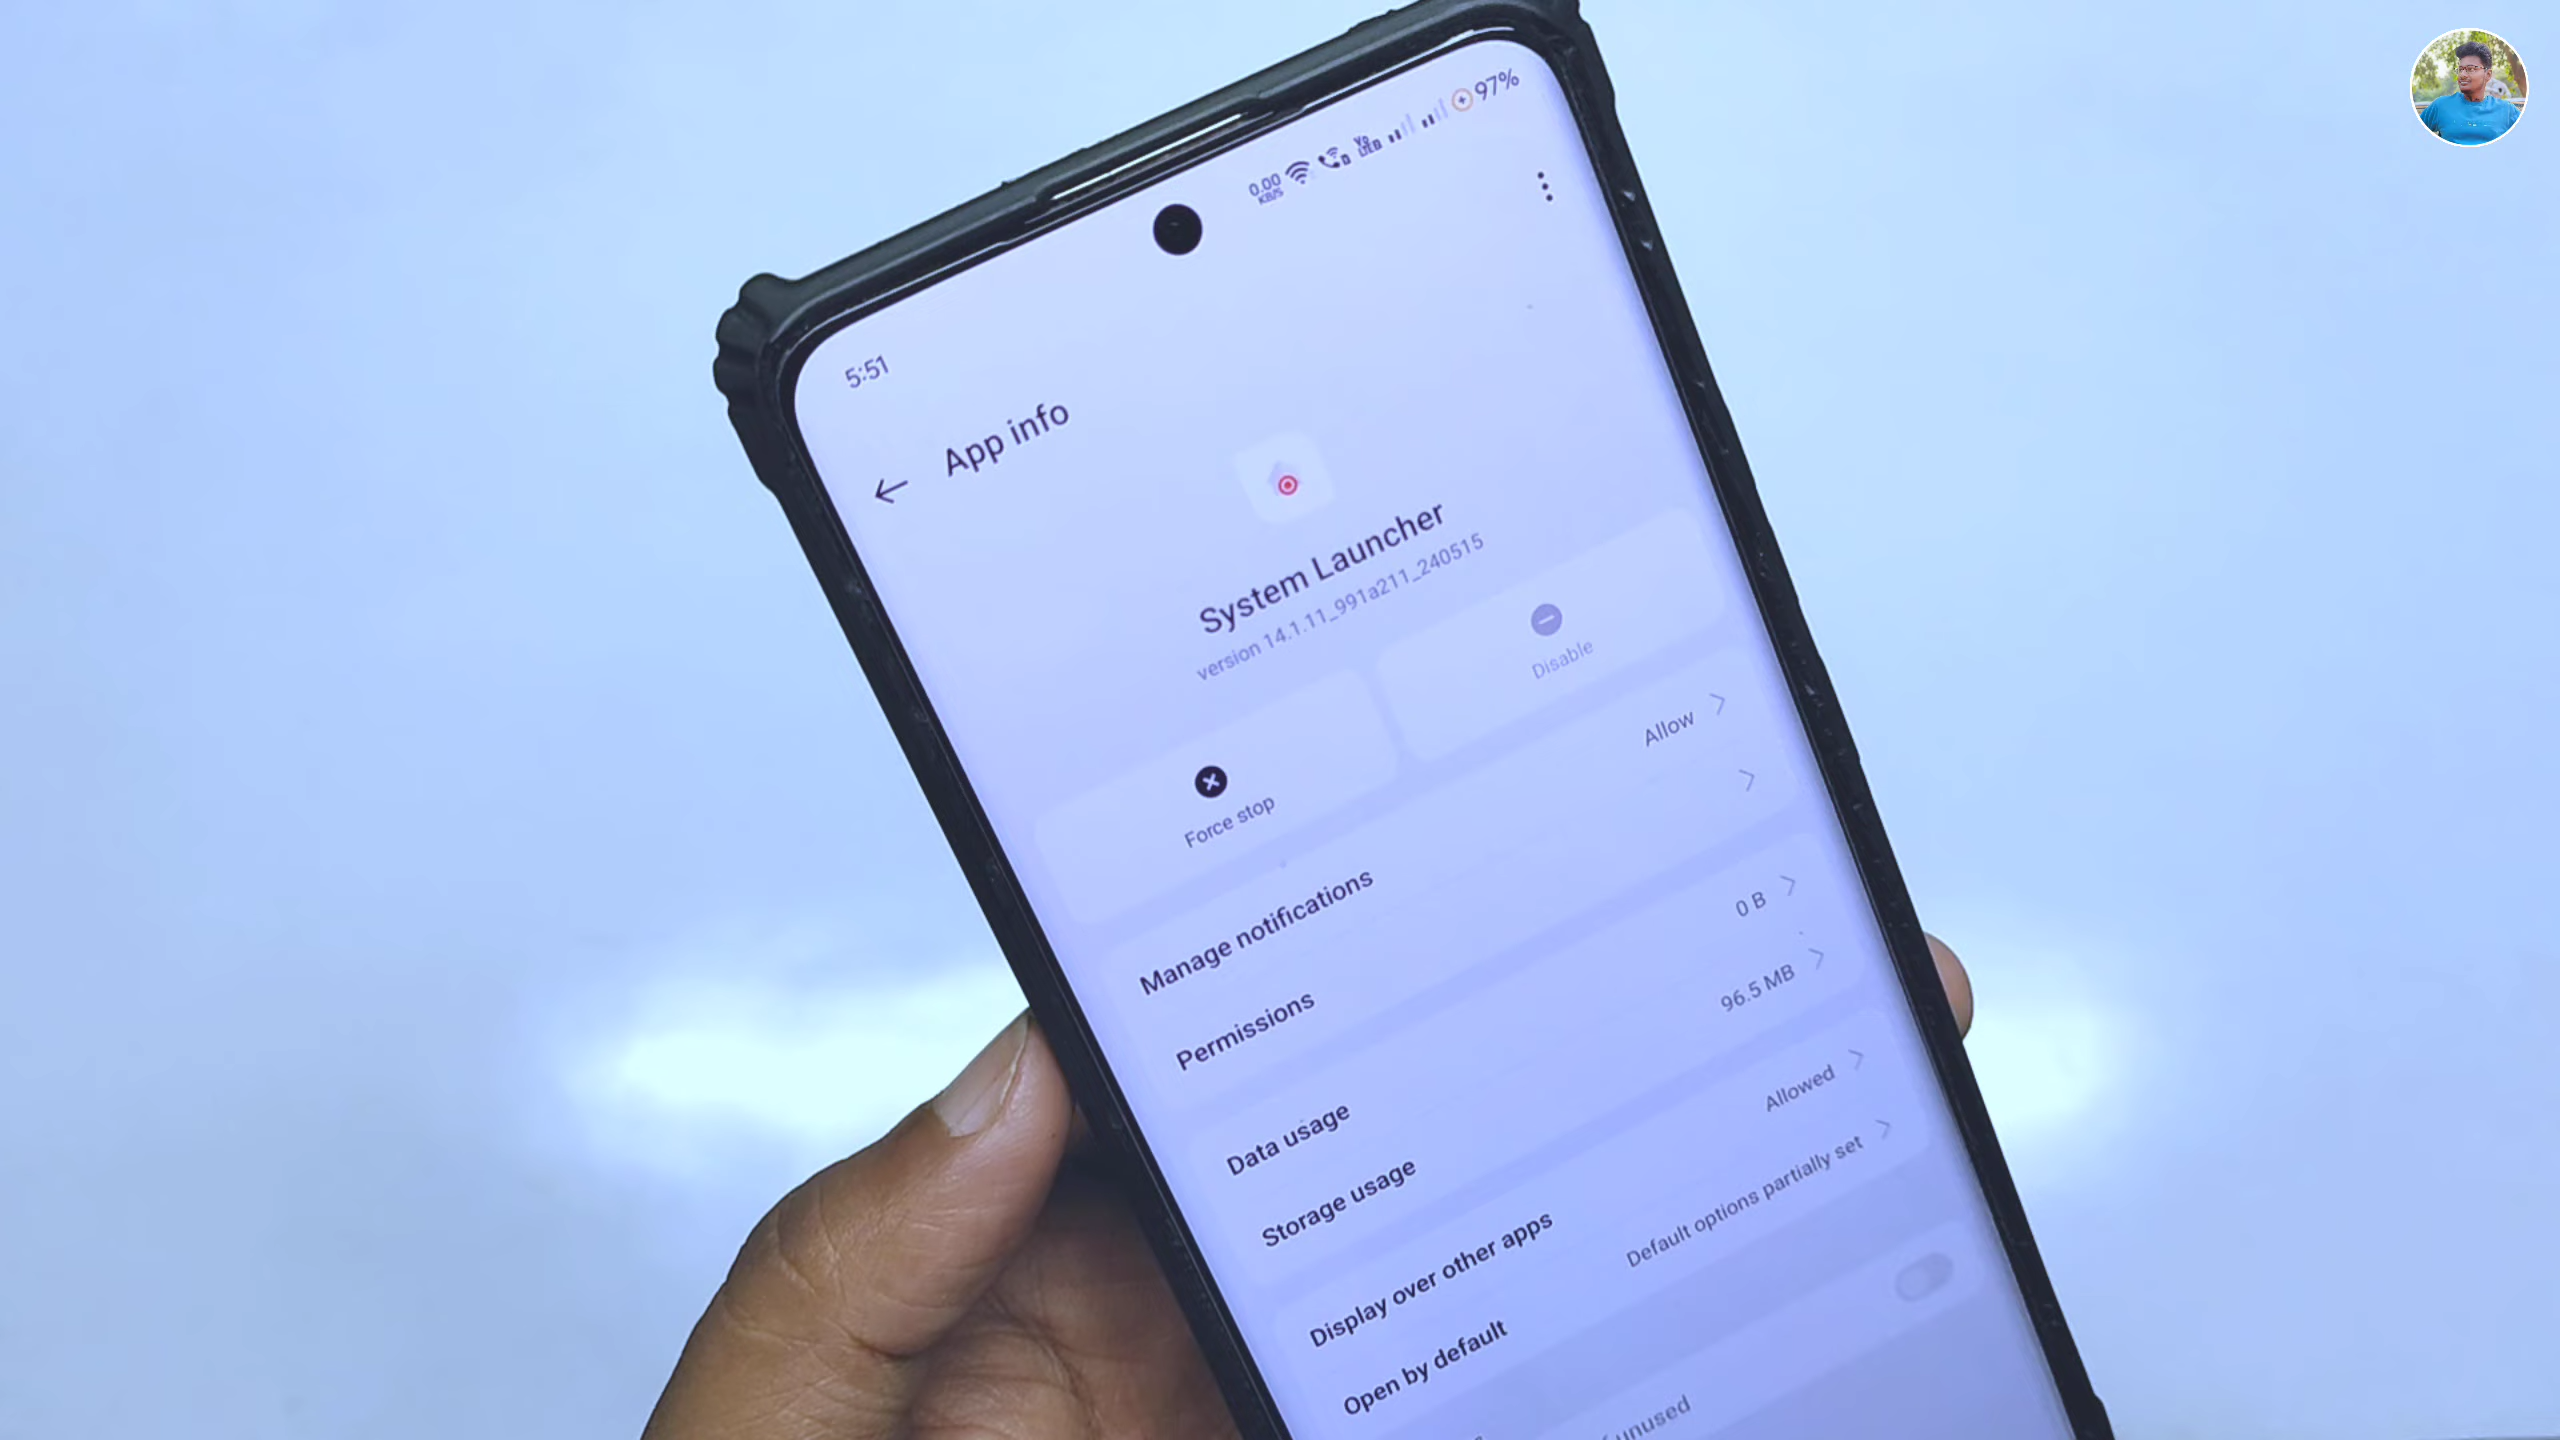 5:51
0.00
KB/S
Vo
LTE
97%
App info
System Launcher
version 14.1.11_991a211_240515
Force stop
Disable
Manage notifications
Allow
Permissions
Data usage
0 B
Storage usage
96.5 MB
Display over other apps
Allowed
Open by default
Default options partially set
unused